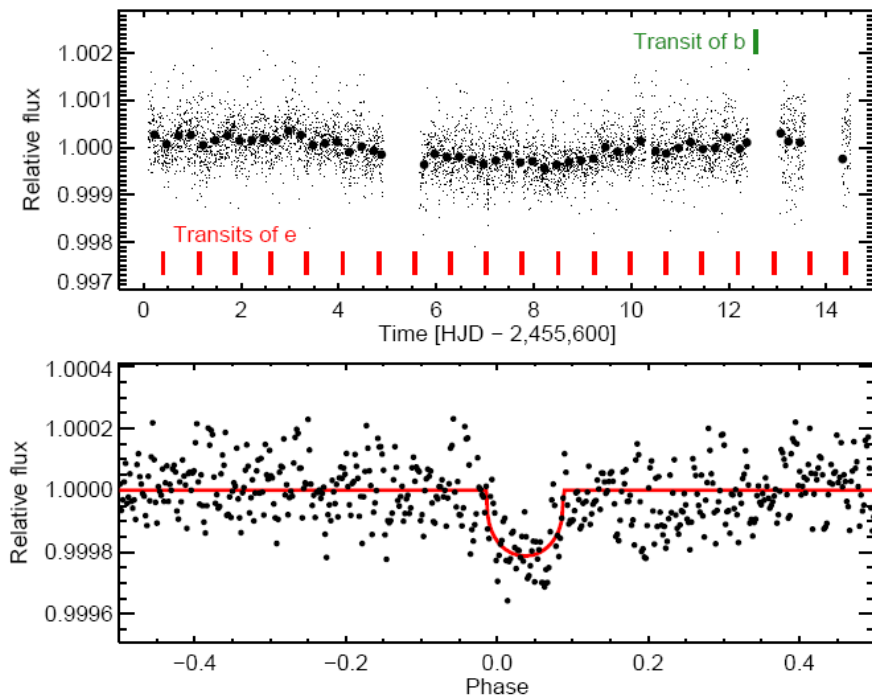 Transit of b
1.002
1.001
1.000
0.999
0.998
0.997
Relative flux
Transits of e
0 2 4 6 8 10 12 14
Time [HJD − 2,455,600]
1.0004
1.0002
1.0000
0.9998
0.9996
Relative flux
−0.4 −0.2 0.0 0.2 0.4
Phase